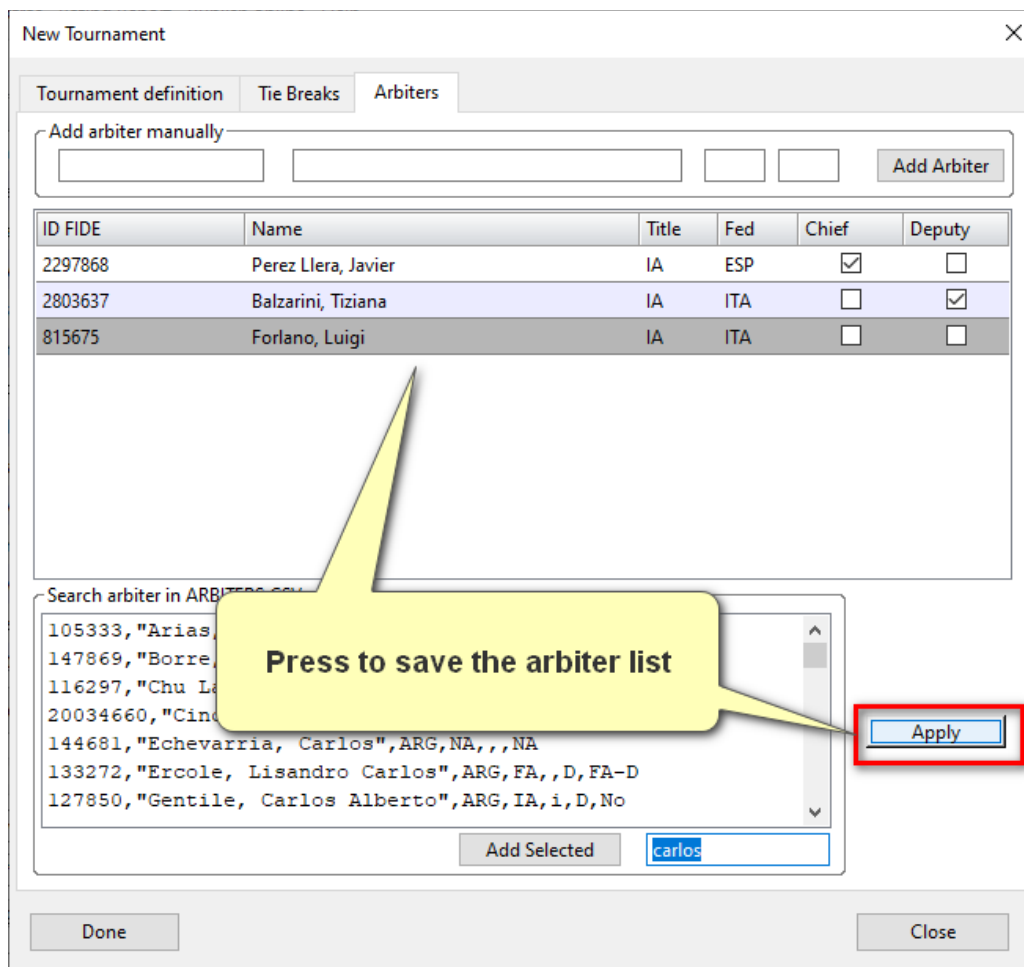 New Tournament
Tournament definition Tie Breaks Arbiters
Add arbiter manually
Add Arbiter
ID FIDE Name Title Fed Chief Deputy
2297868 Perez Llera, Javier IA ESP
2803637 Balzarini, Tiziana IA ITA
815675 Forlano, Luigi IA ITA
Search arbiter in
105333,"Arias,
147869,"Borre,
116297,"Chu
20034660,
144681,"Echevarria, Carlos",ARG,NA,,,NA
133272,"Ercole, Lisandro Carlos",ARG,FA,,D,FA-D
127850,"Gentile, Carlos Alberto",ARG,IA,i,D,No
Press to save the arbiter list
Apply
Add Selected carlos
Done Close